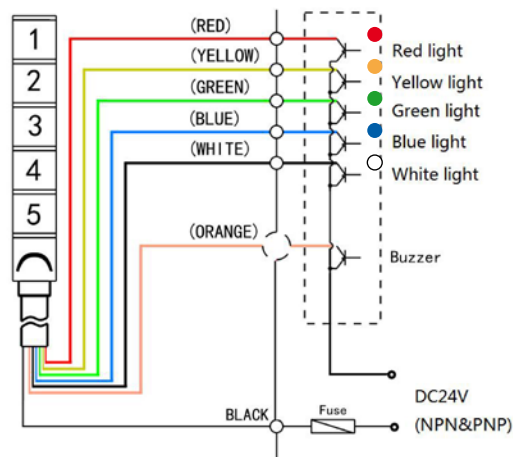 1
2
3
4
5
(RED)
(YELLOW)
(GREEN)
(BLUE)
(WHITE)
(ORANGE)
BLACK
Red light
Yellow light
Green light
Blue light
White light
Buzzer
Fuse
DC24V
(NPN&PNP)